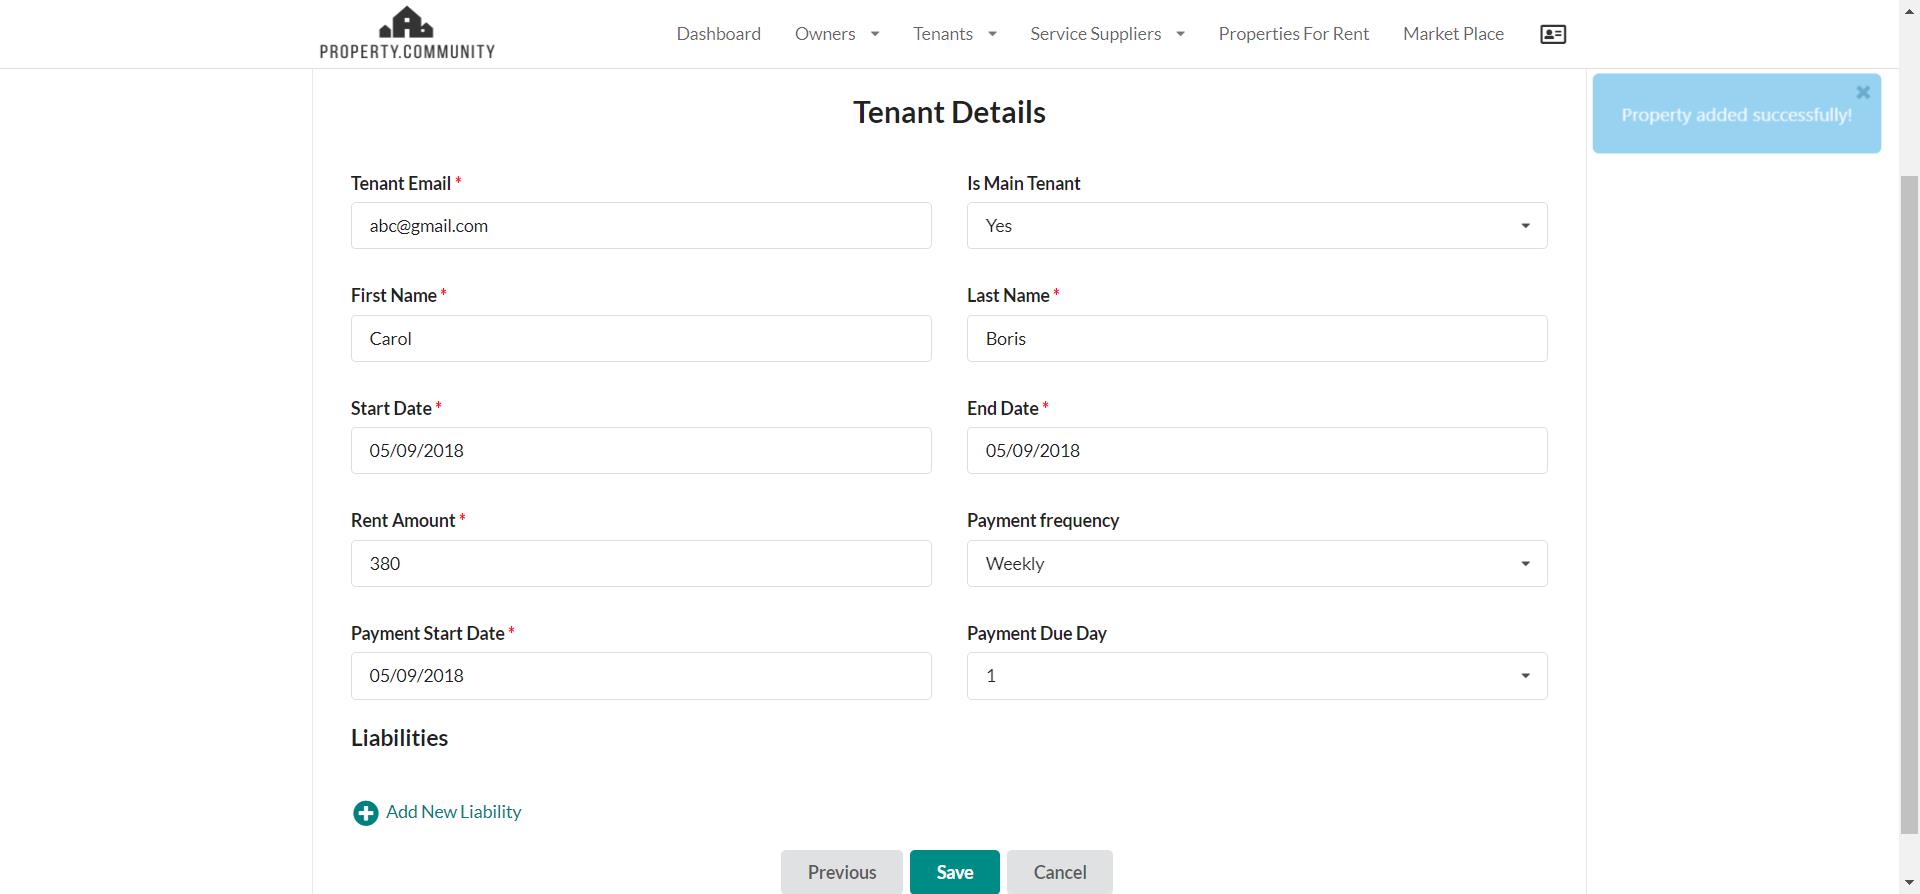 PROPERTY.COMMUNITY
Dashboard Owners Tenants Service Suppliers Properties For Rent Market Place
Property added successfully!
Tenant Details
Tenant Email * Is Main Tenant
abc@gmail.com Yes
First Name * Last Name *
Carol Boris
Start Date * End Date *
05/09/2018 05/09/2018
Rent Amount * Payment frequency
380 Weekly
Payment Start Date * Payment Due Day
05/09/2018 1
Liabilities
Add New Liability
Previous Save Cancel